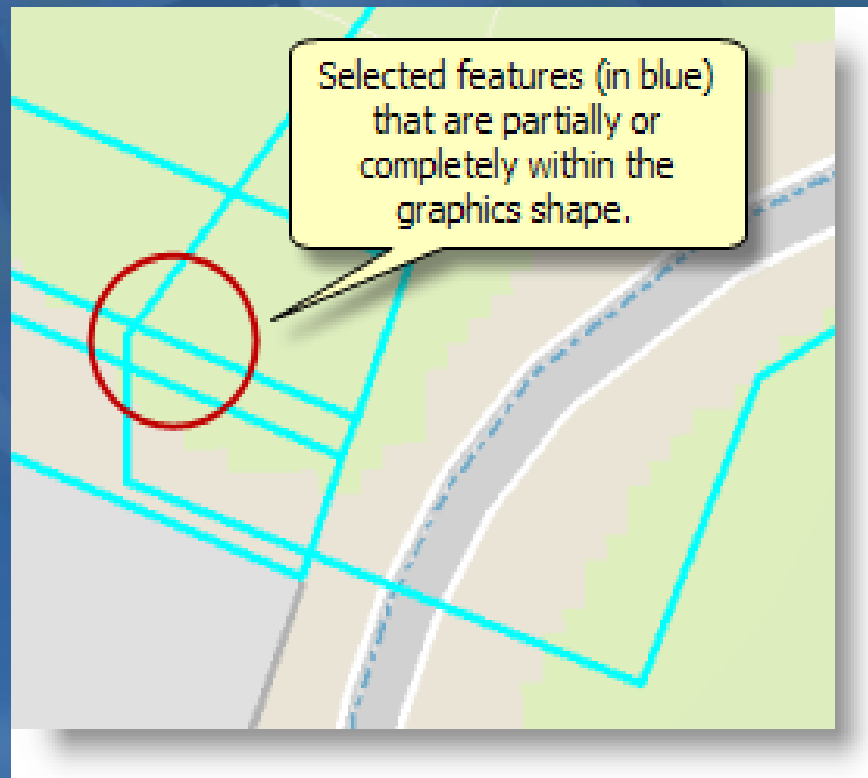 Selected features (in blue)
that are partially or
completely within the
graphics shape.